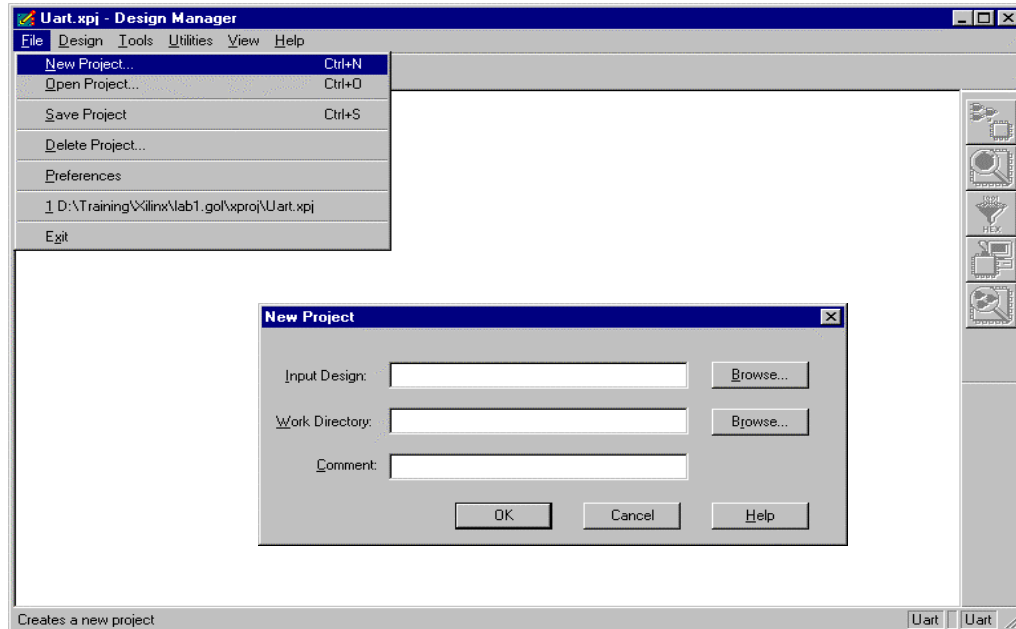 Uart.xpj - Design Manager
File Design Tools Utilities View Help
New Project... Ctrl+N
Open Project... Ctrl+O
Save Project Ctrl+S
Delete Project...
Preferences
1 D:\Training\Xilinx\lab1.gol\xproj\Uart.xpj
Exit
HEX
New Project
Input Design: Browse...
Work Directory: Browse...
Comment:
OK Cancel Help
Creates a new project Uart Uart